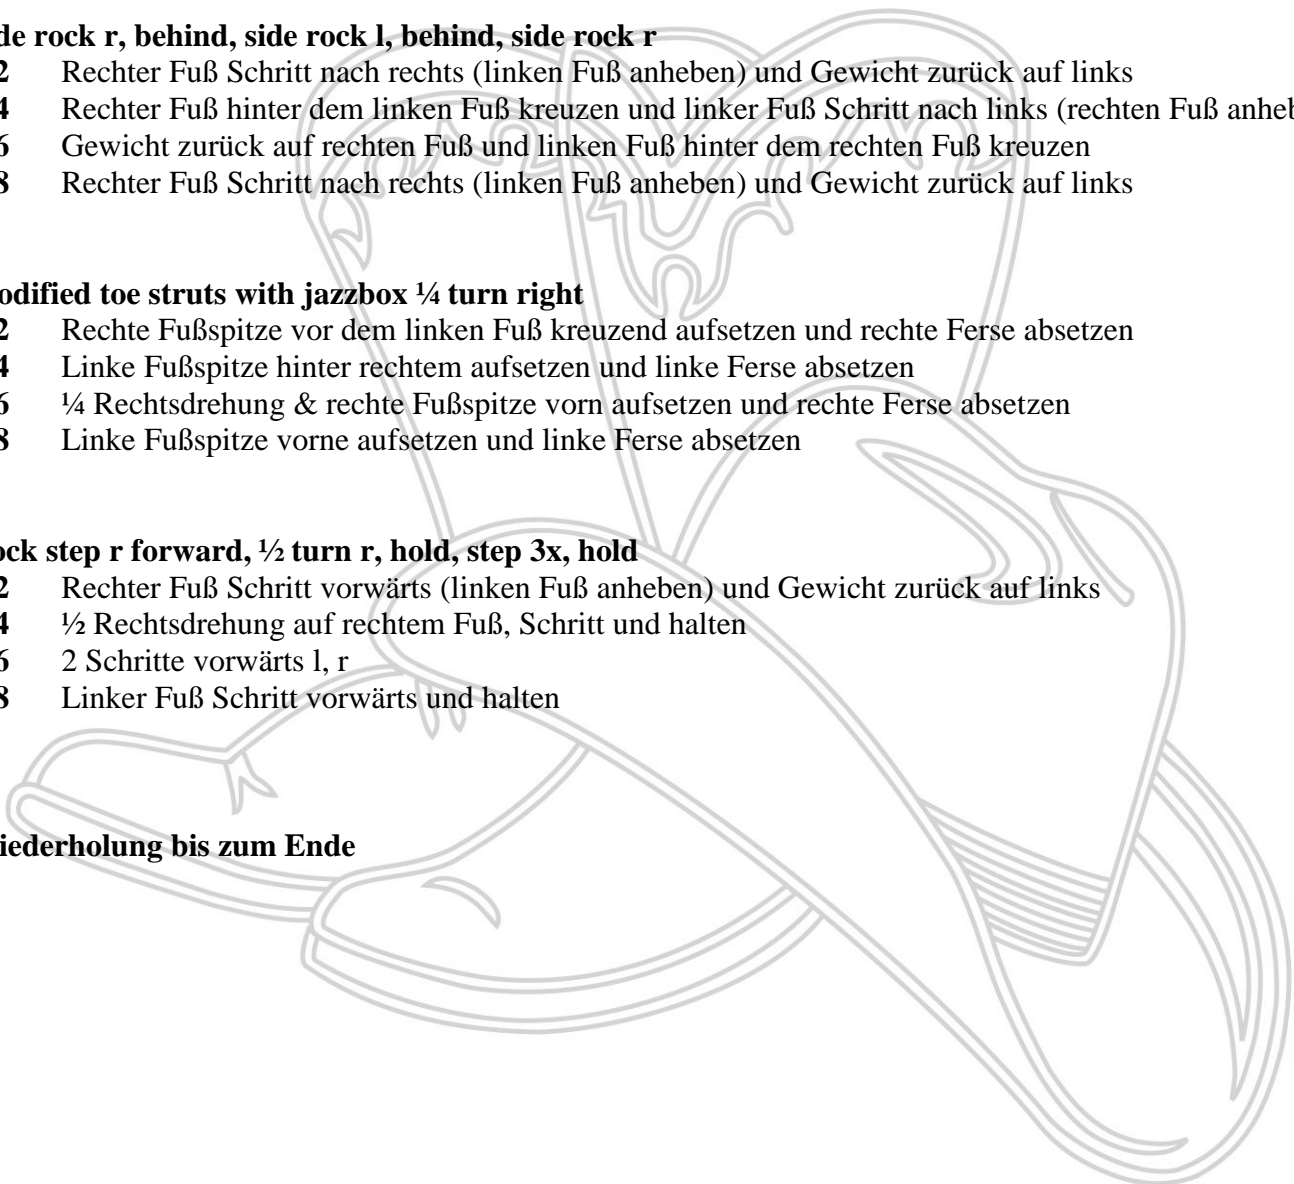 de rock r, behind, side rock l, behind, side rock r
2 Rechter Fuß Schritt nach rechts (linken Fuß anheben) und Gewicht zurück auf links
4 Rechter Fuß hinter dem linken Fuß kreuzen und linker Fuß Schritt nach links (rechten Fuß anheb
6 Gewicht zurück auf rechten Fuß und linken Fuß hinter dem rechten Fuß kreuzen
8 Rechter Fuß Schritt nach rechts (linken Fuß anheben) und Gewicht zurück auf links
odified toe struts with jazzbox ¼ turn right
2 Rechte Fußspitze vor dem linken Fuß kreuzend aufsetzen und rechte Ferse absetzen
4 Linke Fußspitze hinter rechtem aufsetzen und linke Ferse absetzen
6 ¼ Rechtsdrehung & rechte Fußspitze vorn aufsetzen und rechte Ferse absetzen
8 Linke Fußspitze vorne aufsetzen und linke Ferse absetzen
ock step r forward, ½ turn r, hold, step 3x, hold
2 Rechter Fuß Schritt vorwärts (linken Fuß anheben) und Gewicht zurück auf links
4 ½ Rechtsdrehung auf rechtem Fuß, Schritt und halten
6 2 Schritte vorwärts l, r
8 Linker Fuß Schritt vorwärts und halten
iederholung bis zum Ende